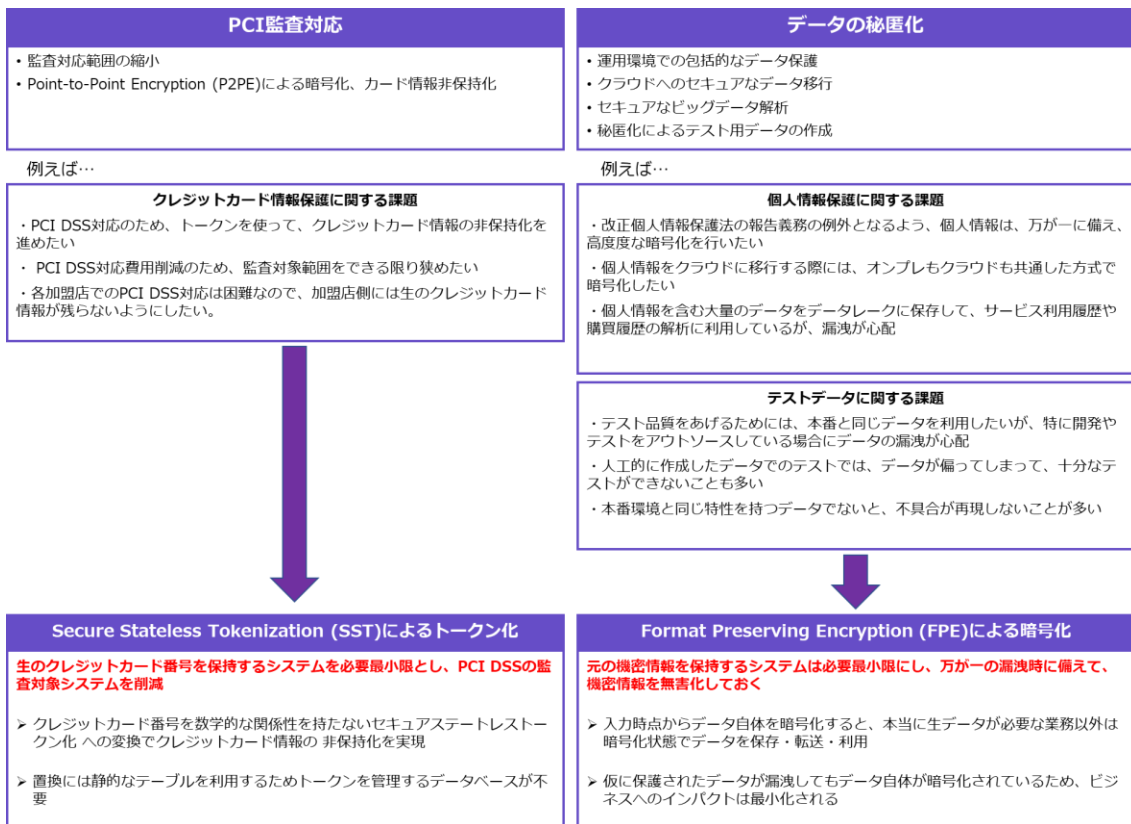 PCI監査対応
• 監査対応範囲の縮小
• Point-to-Point Encryption (P2PE)による暗号化、カード情報非保持化
例えば…
クレジットカード情報保護に関する課題
・PCI DSS対応のため、トークンを使って、クレジットカード情報の非保持化を
進めたい
・ PCI DSS対応費用削減のため、監査対象範囲をできる限り狭めたい
・各加盟店でのPCI DSS対応は困難なので、加盟店側には生のクレジットカード
情報が残らないようにしたい。
Secure Stateless Tokenization (SST)によるトークン化
生のクレジットカード番号を保持するシステムを必要最小限とし、PCI DSSの監
査対象システムを削減
➢ クレジットカード番号を数学的な関係性を持たないセキュアステートレストー
クン化 への変換でクレジットカード情報の 非保持化を実現
➢ 置換には静的なテーブルを利用するためトークンを管理するデータベースが不
要
データの秘匿化
• 運用環境での包括的なデータ保護
• クラウドへのセキュアなデータ移行
• セキュアなビッグデータ解析
• 秘匿化によるテスト用データの作成
例えば…
個人情報保護に関する課題
・改正個人情報保護法の報告義務の例外となるよう、個人情報は、万が一に備え、
高度度な暗号化を行いたい
・個人情報をクラウドに移行する際には、オンプレもクラウドも共通した方式で
暗号化したい
・個人情報を含む大量のデータをデータレークに保存して、サービス利用履歴や
購買履歴の解析に利用しているが、漏洩が心配
テストデータに関する課題
・テスト品質をあげるためには、本番と同じデータを利用したいが、特に開発や
テストをアウトソースしている場合にデータの漏洩が心配
・人工的に作成したデータでのテストでは、データが偏ってしまって、十分なテ
ストができないことも多い
・本番環境と同じ特性を持つデータでないと、不具合が再現しないことが多い
Format Preserving Encryption (FPE)による暗号化
元の機密情報を保持するシステムは必要最小限にし、万が一の漏洩時に備えて、
機密情報を無害化しておく
➢ 入力時点からデータ自体を暗号化すると、本当に生データが必要な業務以外は
暗号化状態でデータを保存・転送・利用
➢ 仮に保護されたデータが漏洩してもデータ自体が暗号化されているため、ビジ
ネスへのインパクトは最小化される